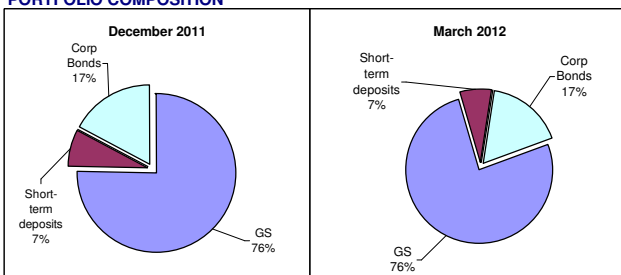 PORTFOLIO COMPOSITION
December 2011
Corp
Bonds
17%
Short-
term
deposits
7%
GS
76%
March 2012
Short-
term
deposits
7%
Corp
Bonds
17%
GS
76%